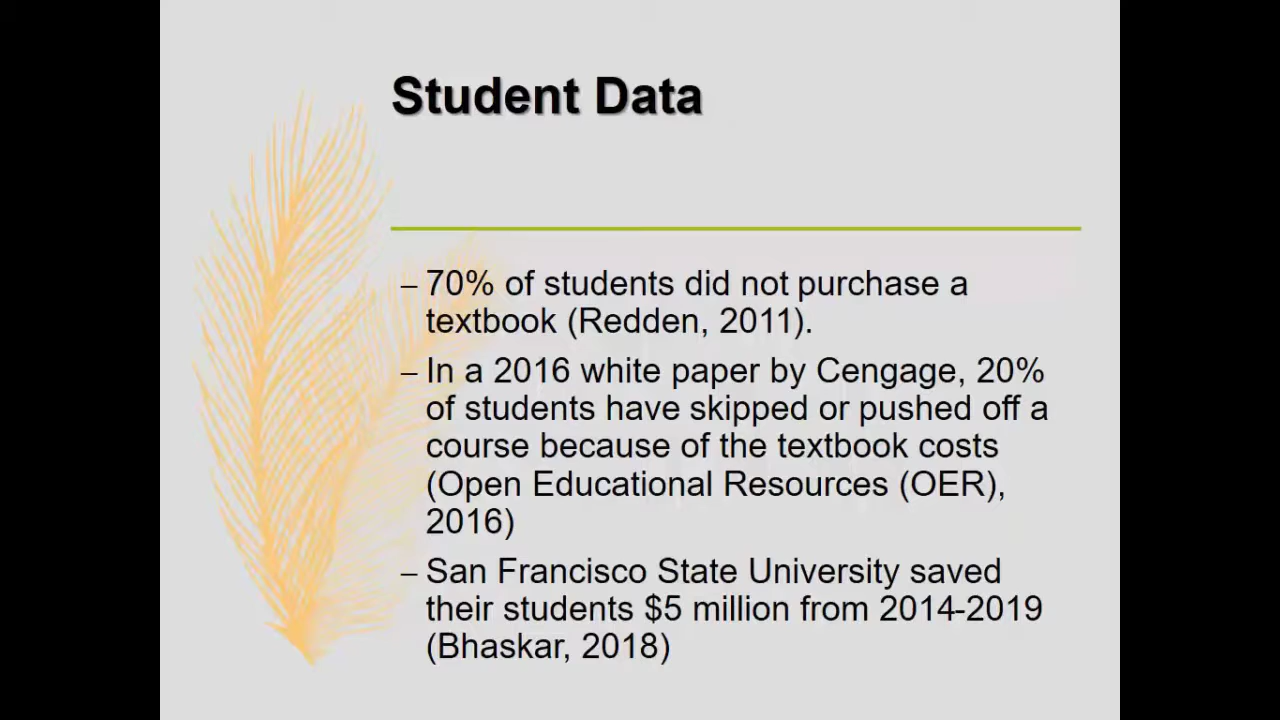 Student Data
– 70% of students did not purchase a
textbook (Redden, 2011).
– In a 2016 white paper by Cengage, 20%
of students have skipped or pushed off a
course because of the textbook costs
(Open Educational Resources (OER),
2016)
– San Francisco State University saved
their students $5 million from 2014-2019
(Bhaskar, 2018)